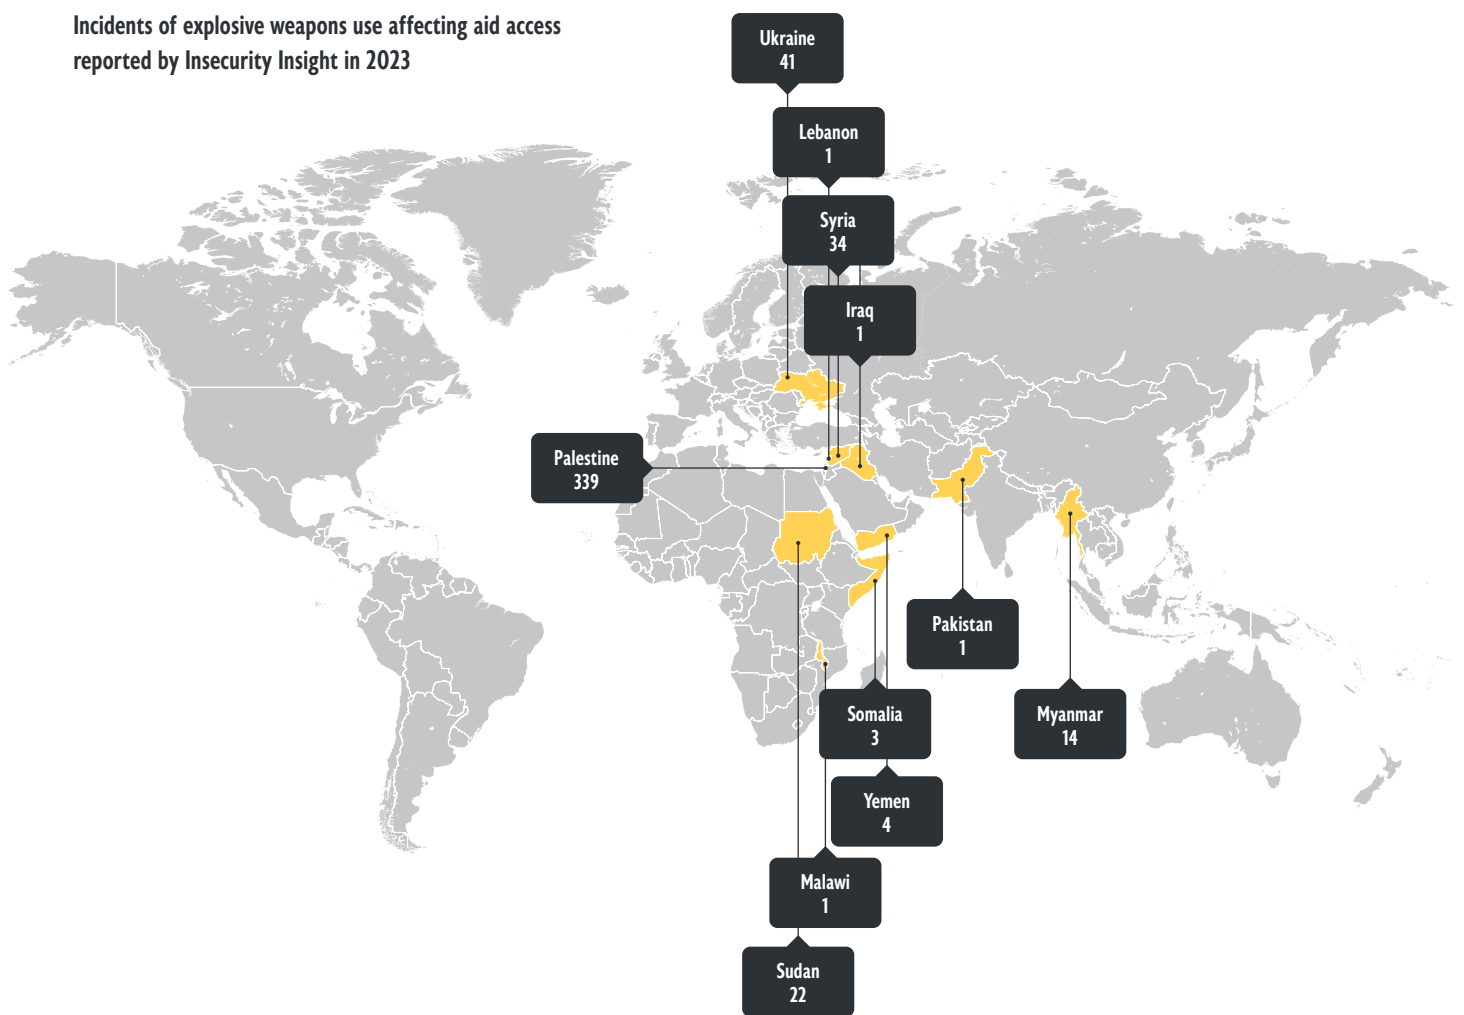 Incidents of explosive weapons use affecting aid access
reported by Insecurity Insight in 2023
Ukraine
41
Lebanon
1
Syria
34
Iraq
1
Palestine
339
Pakistan
1
Somalia
3
Myanmar
14
Yemen
4
Malawi
1
Sudan
22